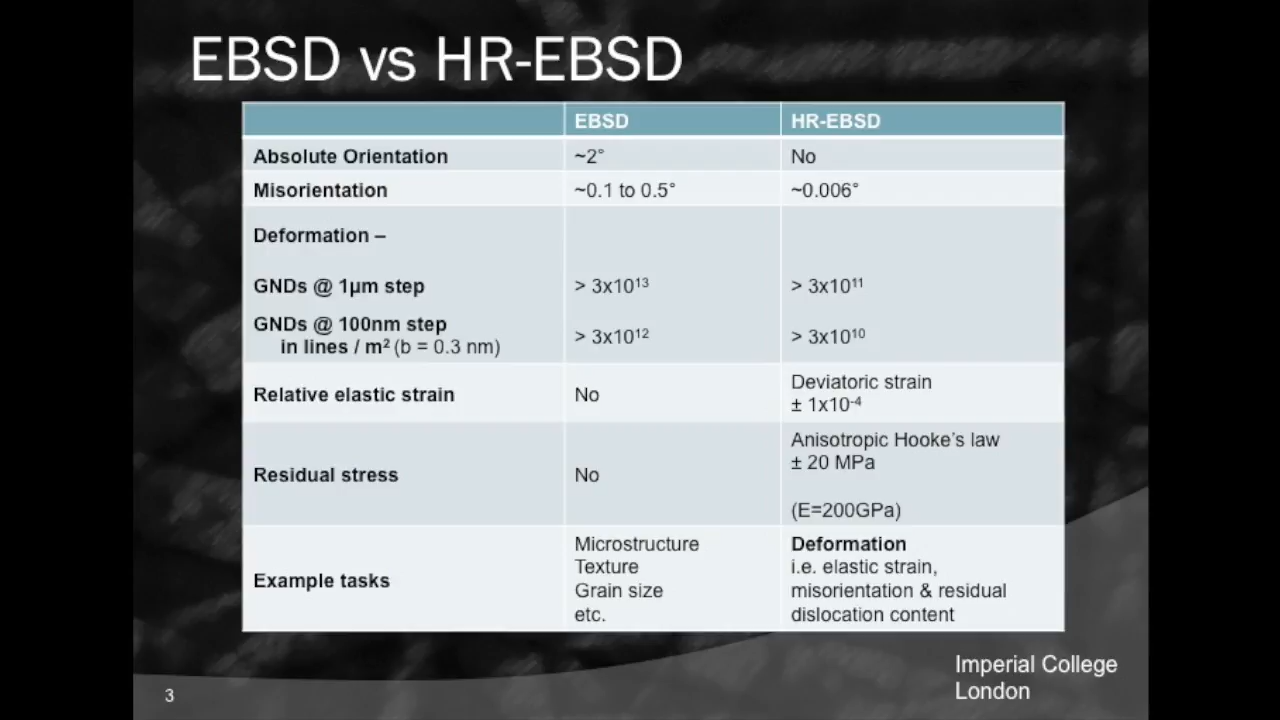 EBSD vs HR-EBSD
EBSD HR-EBSD
Absolute Orientation ~2° No
Misorientation ~0.1 to 0.5° ~0.006°
Deformation –
GNDs @ 1µm step > 3x10¹³ > 3x10¹¹
GNDs @ 100nm step
in lines / m² (b = 0.3 nm) > 3x10¹² > 3x10¹⁰
Relative elastic strain No Deviatoric strain
± 1x10⁻⁴
Residual stress No Anisotropic Hooke's law
± 20 MPa
(E=200GPa)
Example tasks
Microstructure
Texture
Grain size
etc.
Deformation
i.e. elastic strain,
misorientation & residual
dislocation content
Imperial College
London
3